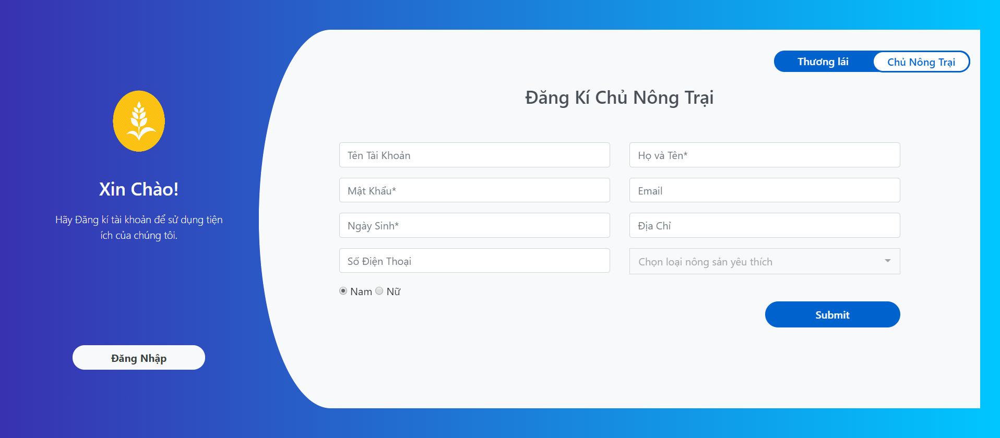 Xin Chào!
Hãy Đăng kí tài khoản để sử dụng tiện
ích của chúng tôi.
Đăng Nhập
Thương lái
Chủ Nông Trại
Đăng Kí Chủ Nông Trại
Tên Tài Khoản
Họ và Tên*
Mật Khẩu*
Email
Ngày Sinh*
Địa Chỉ
Số Điện Thoại
Chọn loại nông sản yêu thích
Nam Nữ
Submit